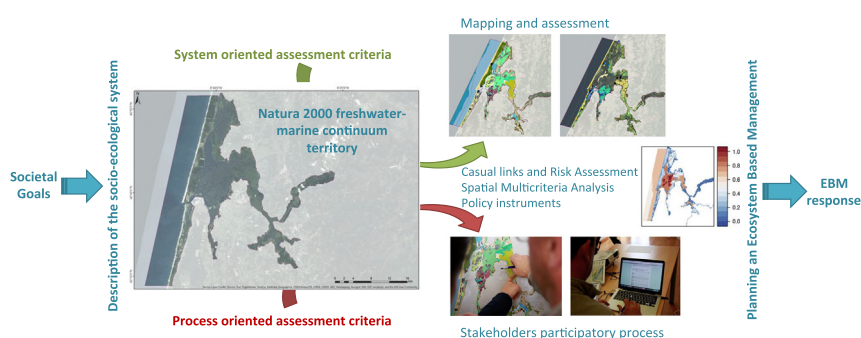 Mapping and assessment
System oriented assessment criteria
Description of the socio-ecological system
Natura 2000 freshwater-
marine continuum
territory
Societal
Goals
Casual links and Risk Assessment
Spatial Multicriteria Analysis
Policy instruments
1.0
0.8
0.6
0.4
0.2
0.0
Planning an Ecosystem Based Management
EBM
response
Process oriented assessment criteria
Stakeholders participatory process